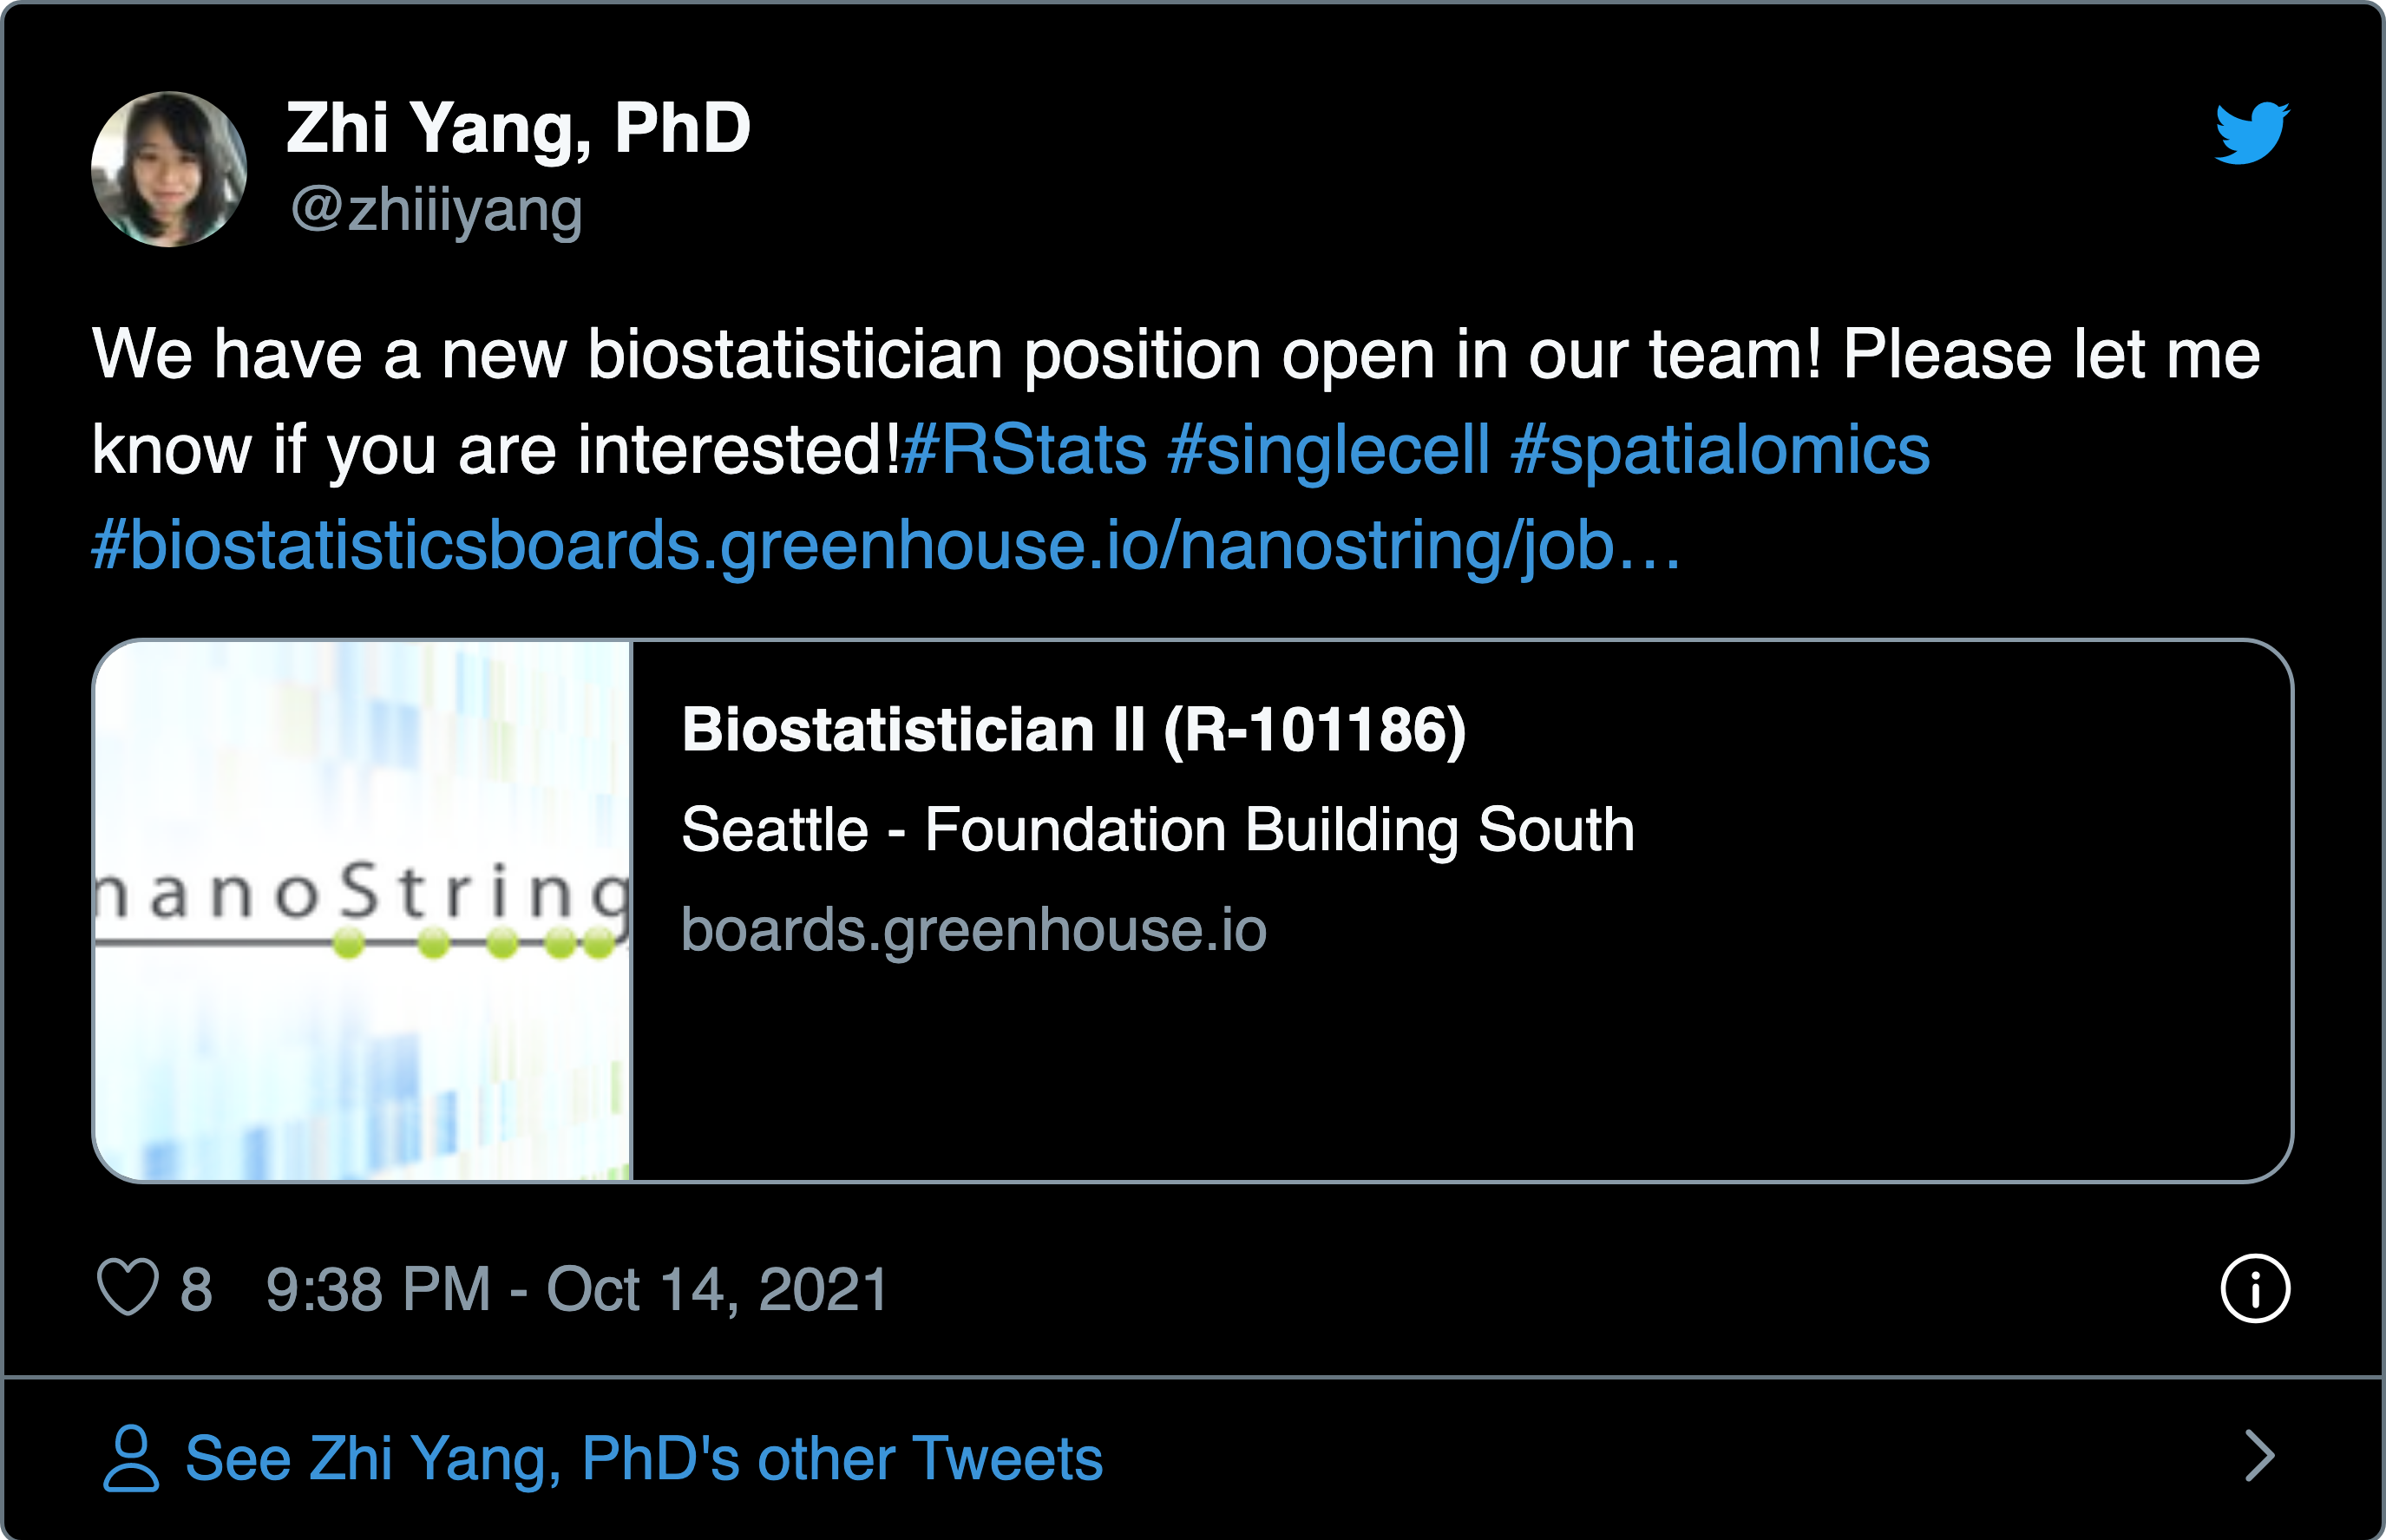 Zhi Yang, PhD
@zhiiiyang
We have a new biostatistician position open in our team! Please let me
know if you are interested!#RStats #singlecell #spatialomics
#biostatisticsboards.greenhouse.io/nanostring/job…
nanoString
Biostatistician II (R-101186)
Seattle - Foundation Building South
boards.greenhouse.io
8 9:38 PM - Oct 14, 2021
See Zhi Yang, PhD's other Tweets